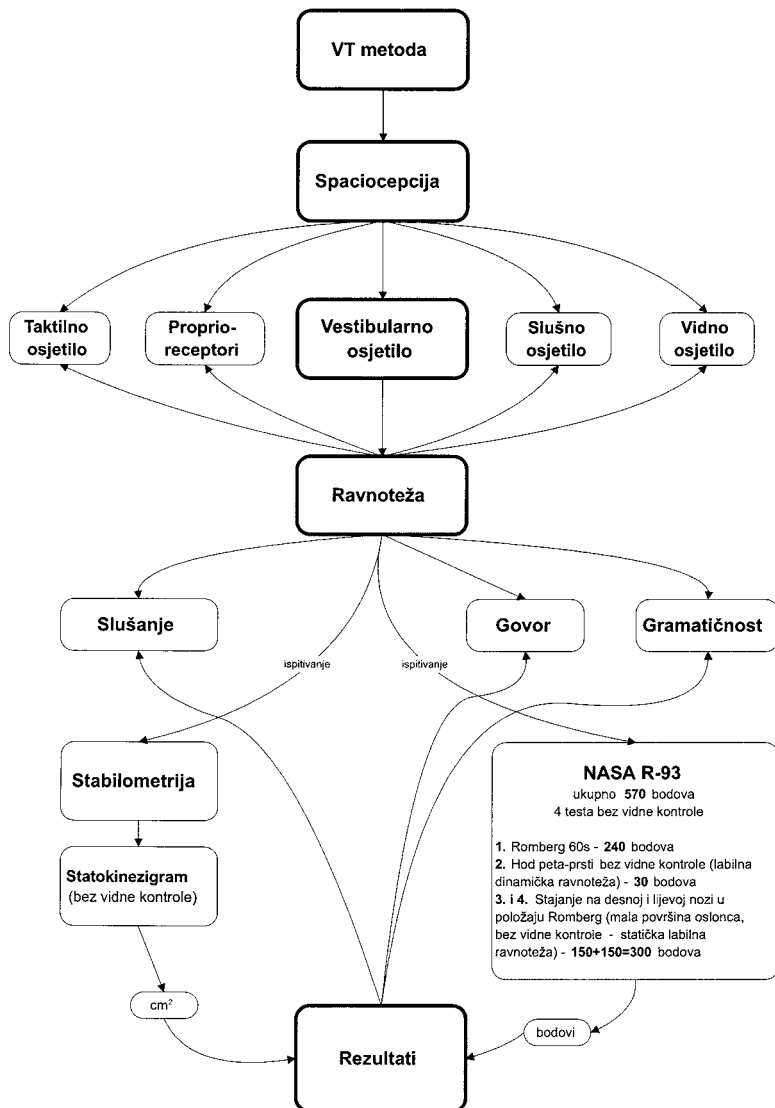 VT metoda
Spaciocepcija
Taktilno
osjetilo
Proprio-
receptori
Vestibularno
osjetilo
Slušno
osjetilo
Vidno
osjetilo
Ravnoteža
Slušanje
Govor
Gramatičnost
ispitivanje
ispitivanje
Stabilometrija
Statokinezigram
(bez vidne kontrole)
cm²
NASA R-93
ukupno 570 bodova
4 testa bez vidne kontrole
1. Romberg 60s - 240 bodova
2. Hod peta-prsti bez vidne kontrole (labilna
dinamička ravnoteža) - 30 bodova
3. i 4. Stajanje na desnoj i lijevoj nozi u
položaju Romberg (mala površina oslonca,
bez vidne kontrole - statička labilna
ravnoteža) - 150+150=300 bodova
bodovi
Rezultati